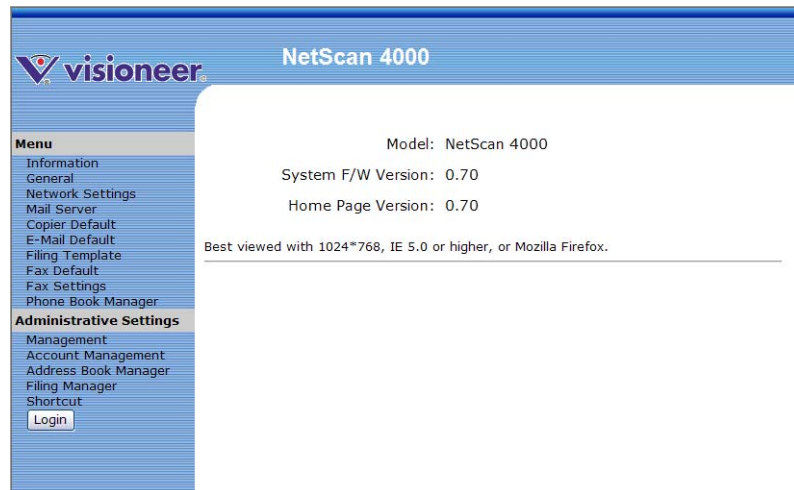 visioneer
NetScan 4000
Menu
Information
General
Network Settings
Mail Server
Copier Default
E-Mail Default
Filing Template
Fax Default
Fax Settings
Phone Book Manager
Administrative Settings
Management
Account Management
Address Book Manager
Filing Manager
Shortcut
Login
Model: NetScan 4000
System F/W Version: 0.70
Home Page Version: 0.70
Best viewed with 1024*768, IE 5.0 or higher, or Mozilla Firefox.